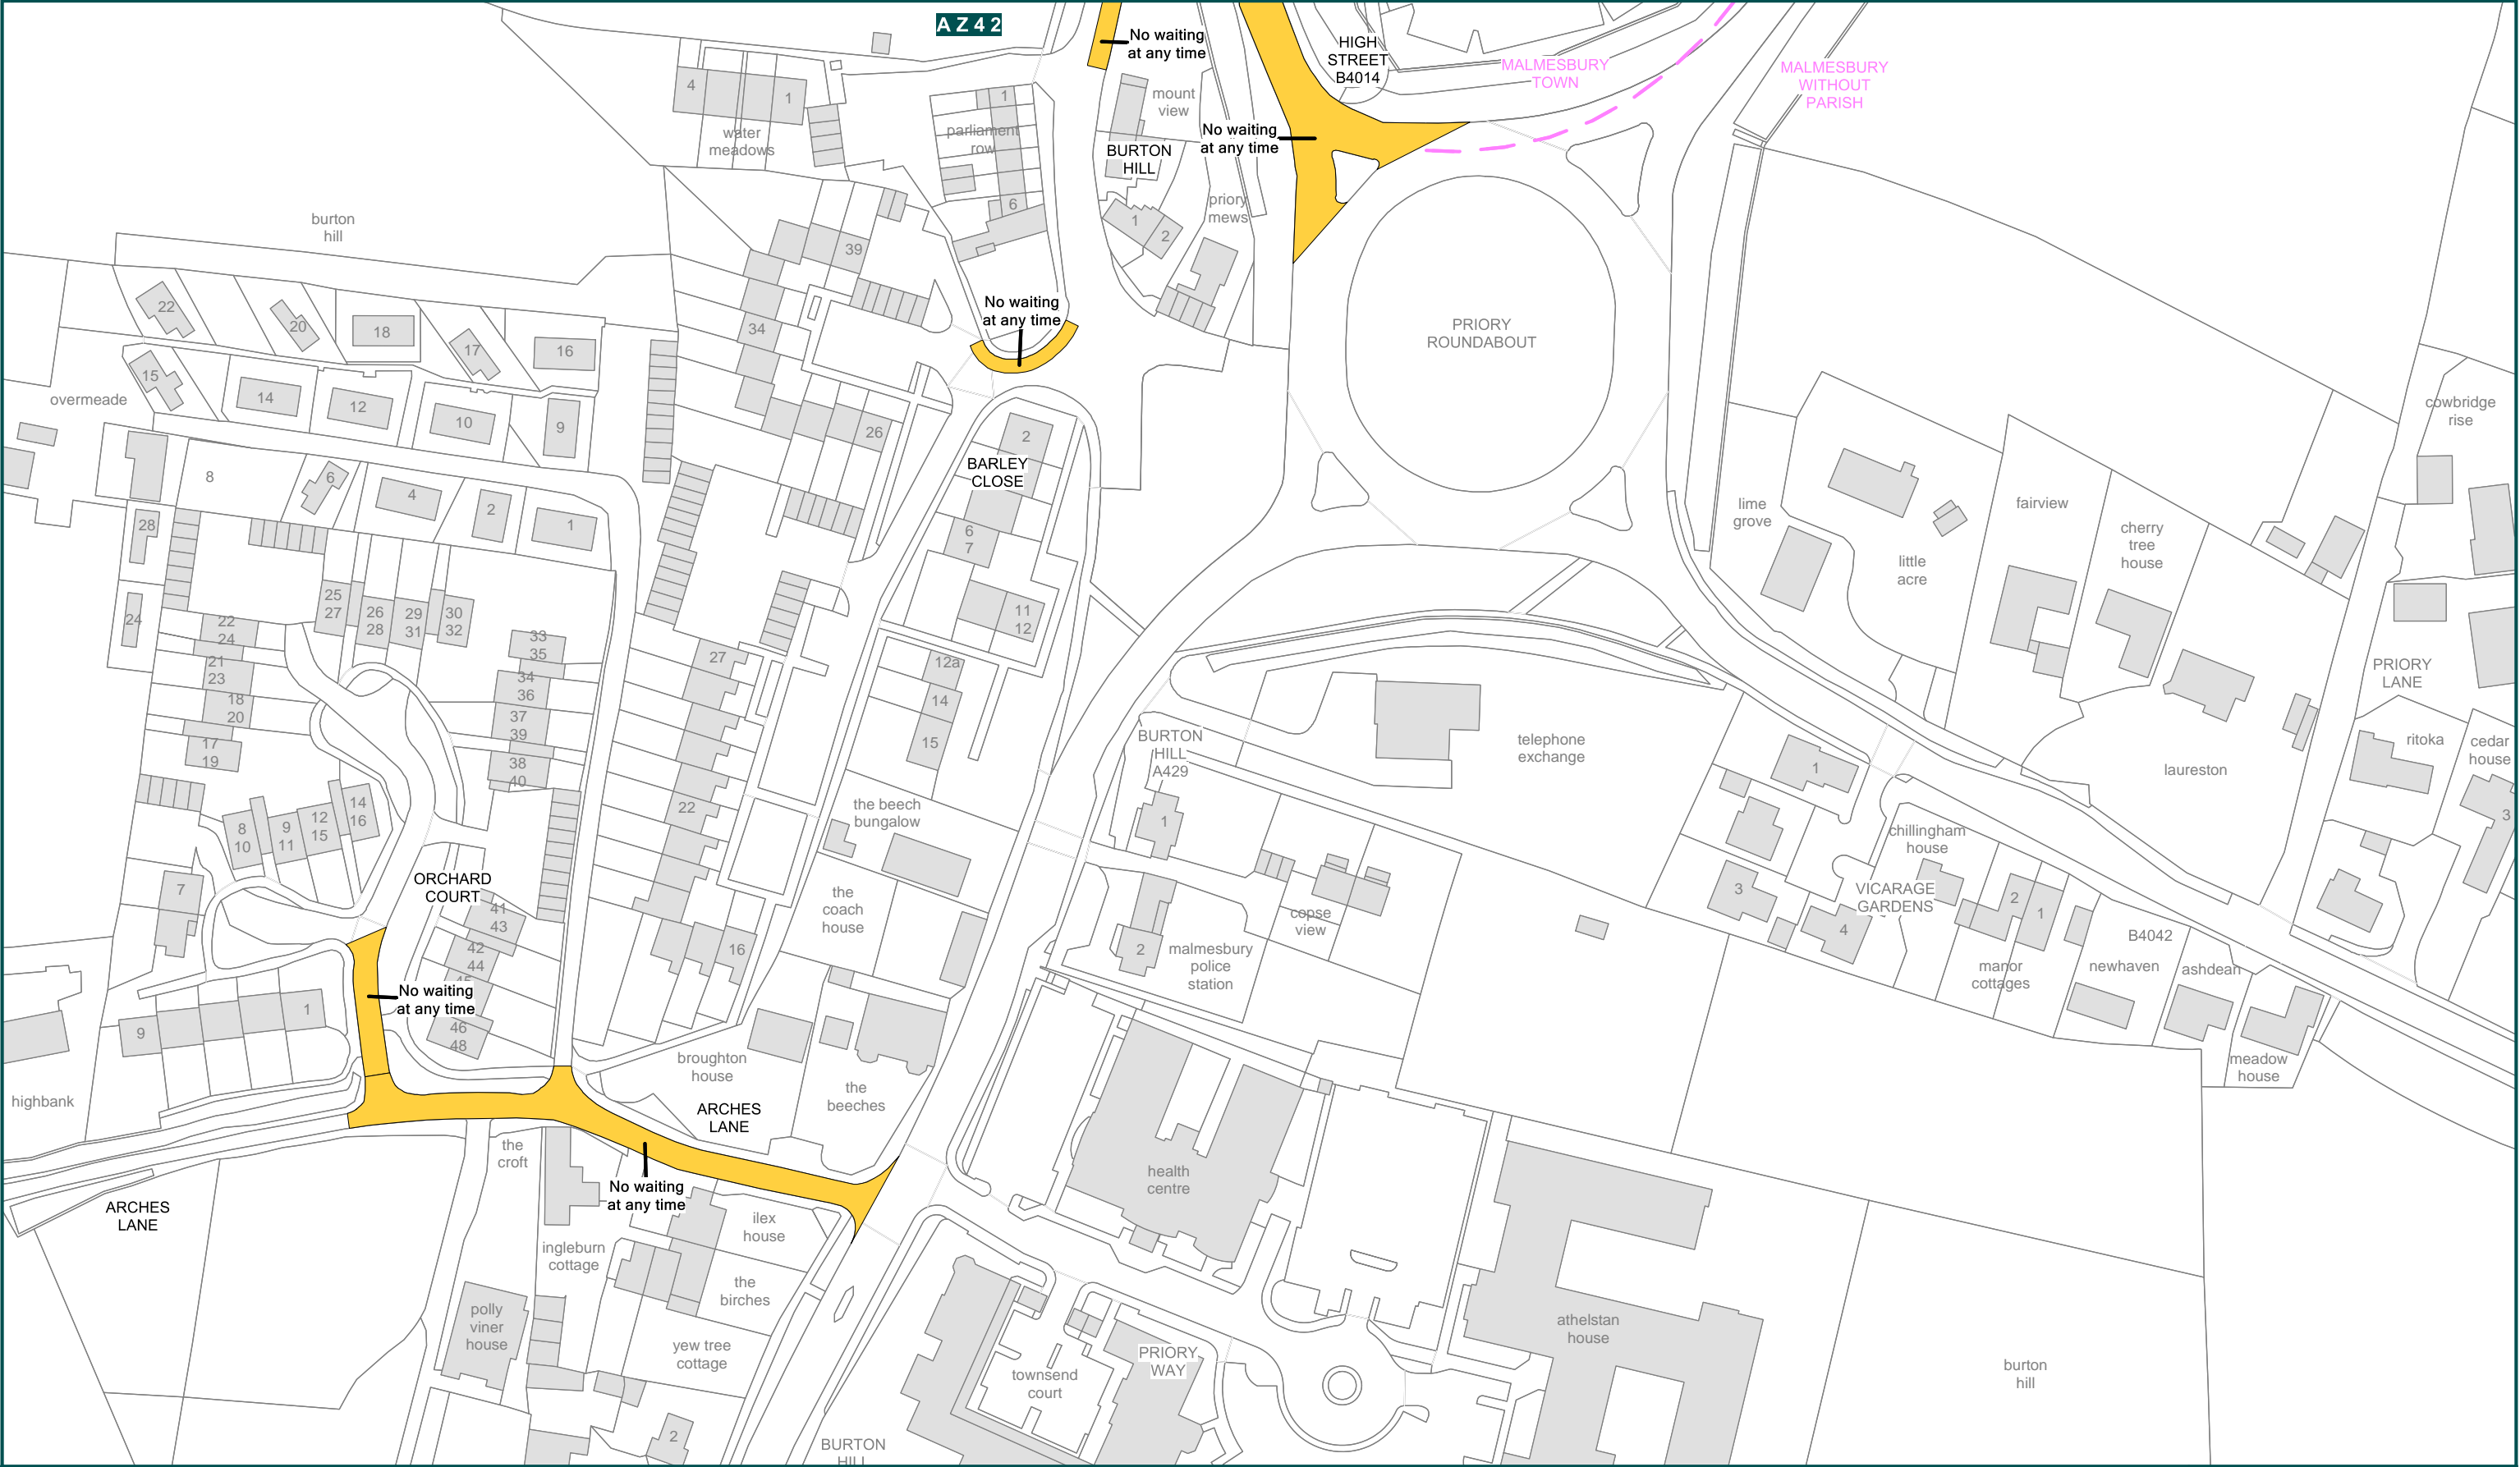 AZ42
No waiting
at any time
HIGH
STREET
B4014
MALMESBURY
TOWN
MALMESBURY
WITHOUT
PARISH
4
1
water
meadows
1
parliament
row
6
mount
view
BURTON
HILL
No waiting
at any time
priory
mews
1
2
burton
hill
39
34
26
No waiting
at any time
PRIORY
ROUNDABOUT
22
20
18
17
16
15
14
12
10
9
overmeade
8
6
4
2
1
28
24
2
BARLEY
CLOSE
6
7
11
12
12a
14
15
lime
grove
little
acre
fairview
cherry
tree
house
cowbridge
rise
PRIORY
LANE
ritoka
cedar
house
3
laureston
25
27
26
28
29
31
30
32
22
24
21
23
18
20
17
19
33
35
34
36
37
39
38
40
27
22
16
8
10
9
11
12
15
14
16
7
ORCHARD
COURT
41
43
42
44
45
46
48
No waiting
at any time
9
1
highbank
the beech
bungalow
the
coach
house
broughton
house
the
beeches
BURTON
HILL
A429
1
telephone
exchange
2
malmesbury
police
station
copse
view
1
3
4
VICARAGE
GARDENS
chillingham
house
2
1
manor
cottages
newhaven
B4042
ashdean
meadow
house
ARCHES
LANE
ARCHES
LANE
the
croft
No waiting
at any time
ilex
house
ingleburn
cottage
the
birches
polly
viner
house
yew tree
cottage
2
health
centre
townsend
court
PRIORY
WAY
athelstan
house
burton
hill
BURTON
HILL